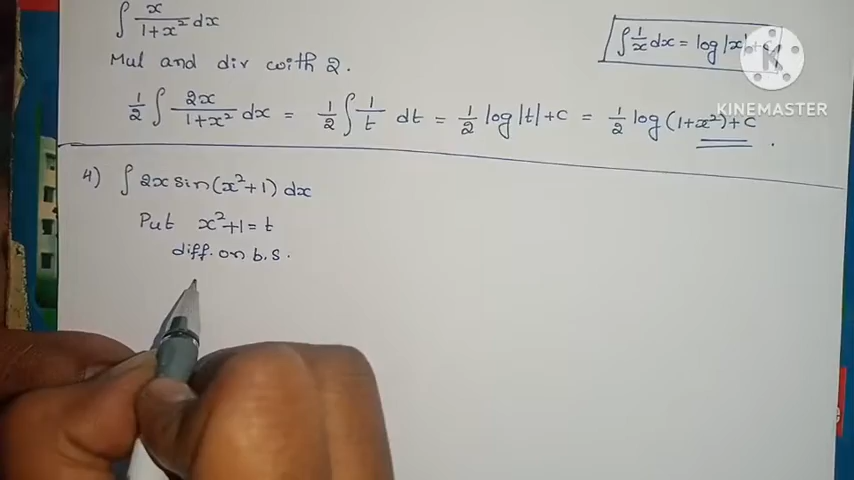 ∫ x/(1+x²) dx
∫ 1/x dx = log|x|+c
Mul and div with 2.
1/2 ∫ 2x/(1+x²) dx = 1/2 ∫ 1/t dt = 1/2 log|t|+c = 1/2 log(1+x²)+c.
KINEMASTER
4) ∫ 2x sin(x²+1) dx
Put x²+1 = t
diff. on b.s.